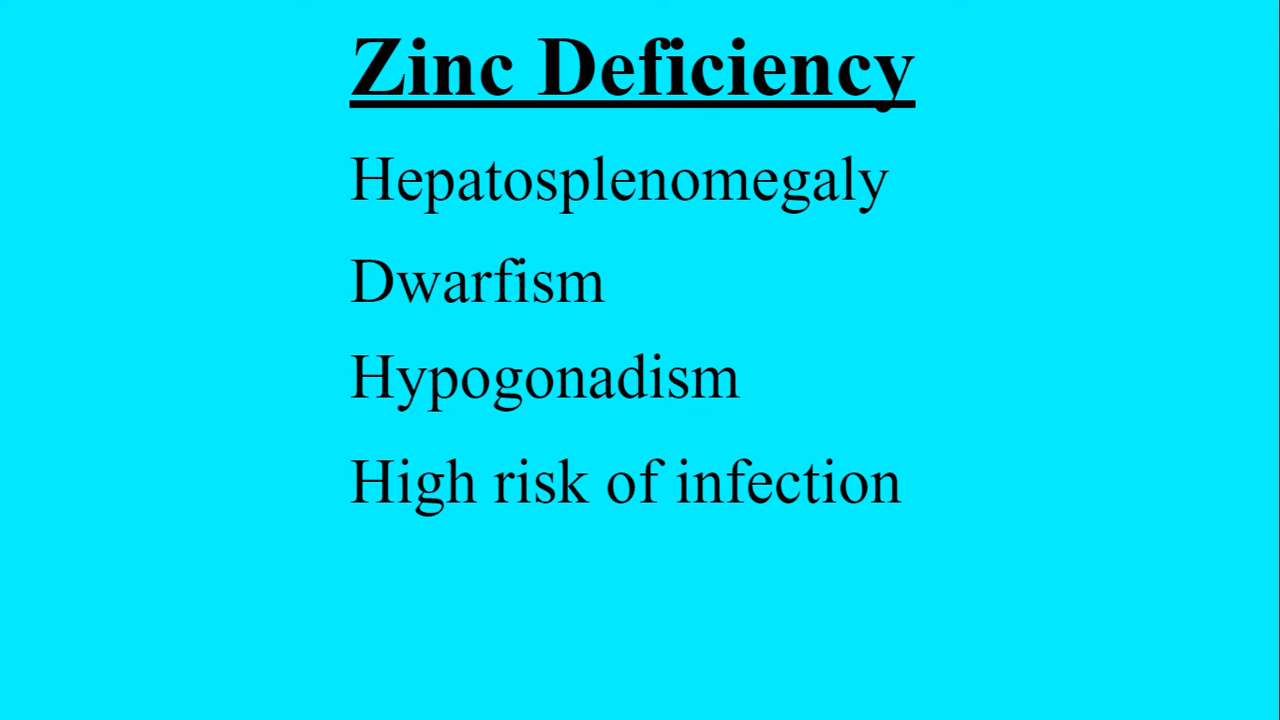 Zinc Deficiency
Hepatosplenomegaly
Dwarfism
Hypogonadism
High risk of infection